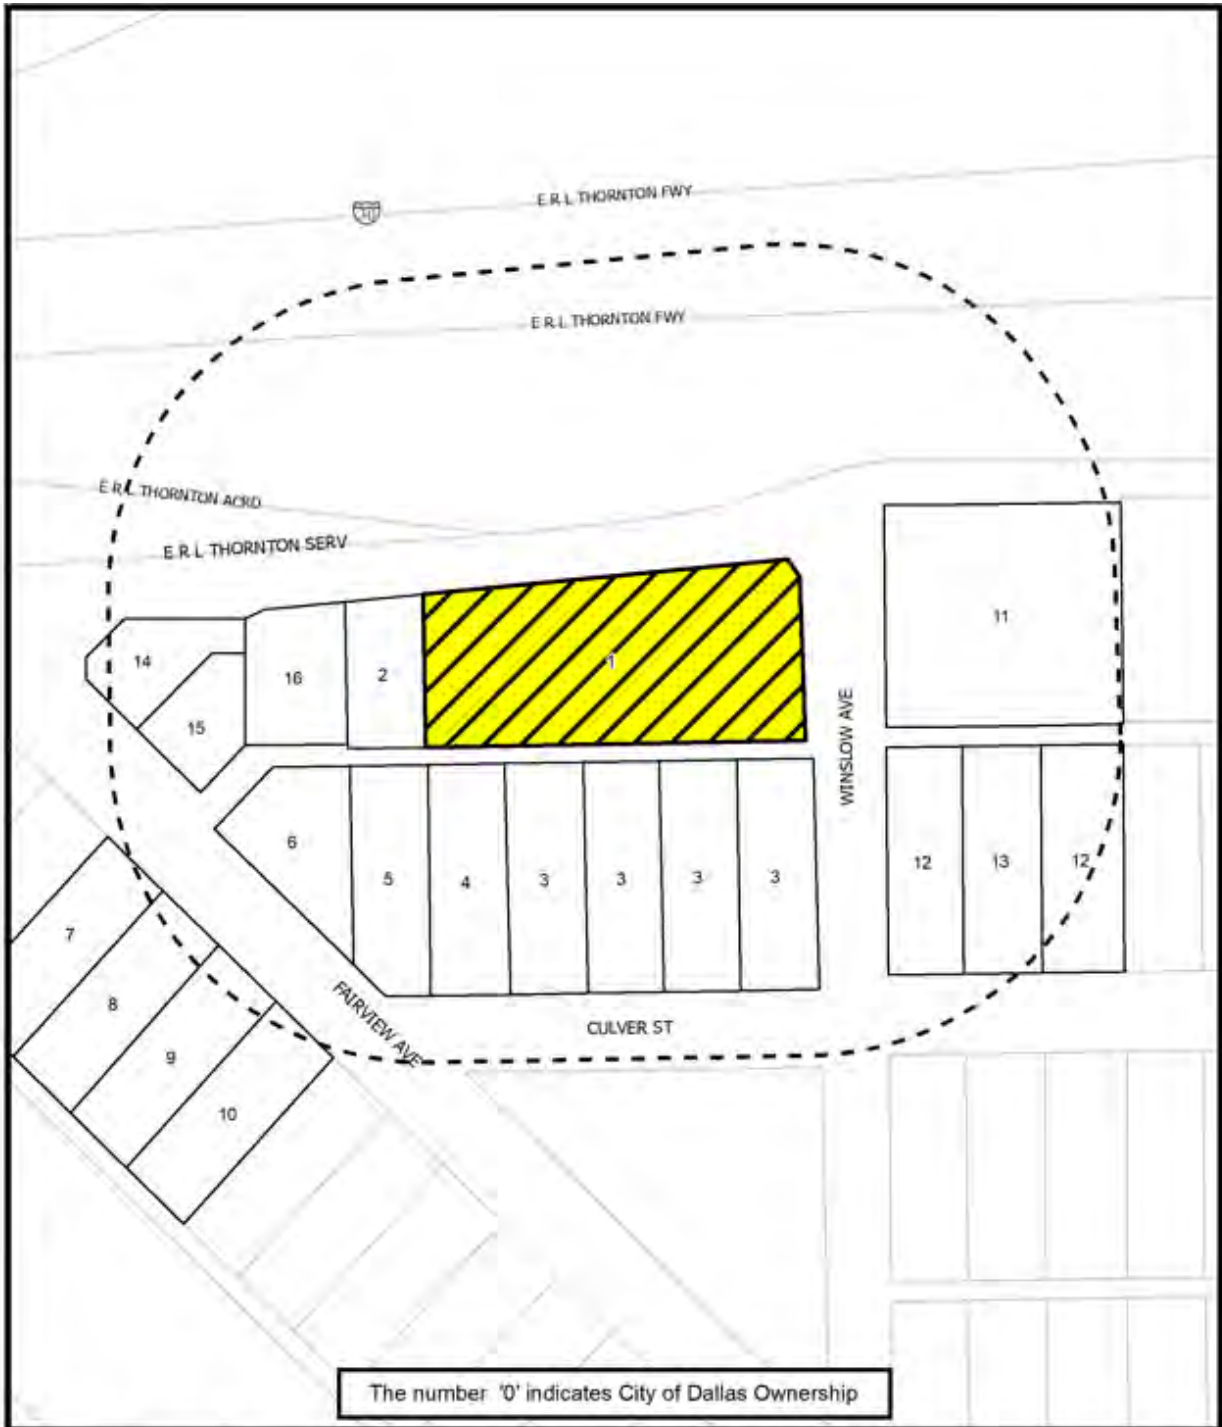 E R L THORNTON FWY
30
E R L THORNTON FWY
E R L THORNTON ACRD
E R L THORNTON SERV
1
11
14
16
2
15
WINSLOW AVE
6
5
4
3
3
3
3
12
13
12
7
8
9
10
FAIRVIEW AVE
CULVER ST
The number '0' indicates City of Dallas Ownership